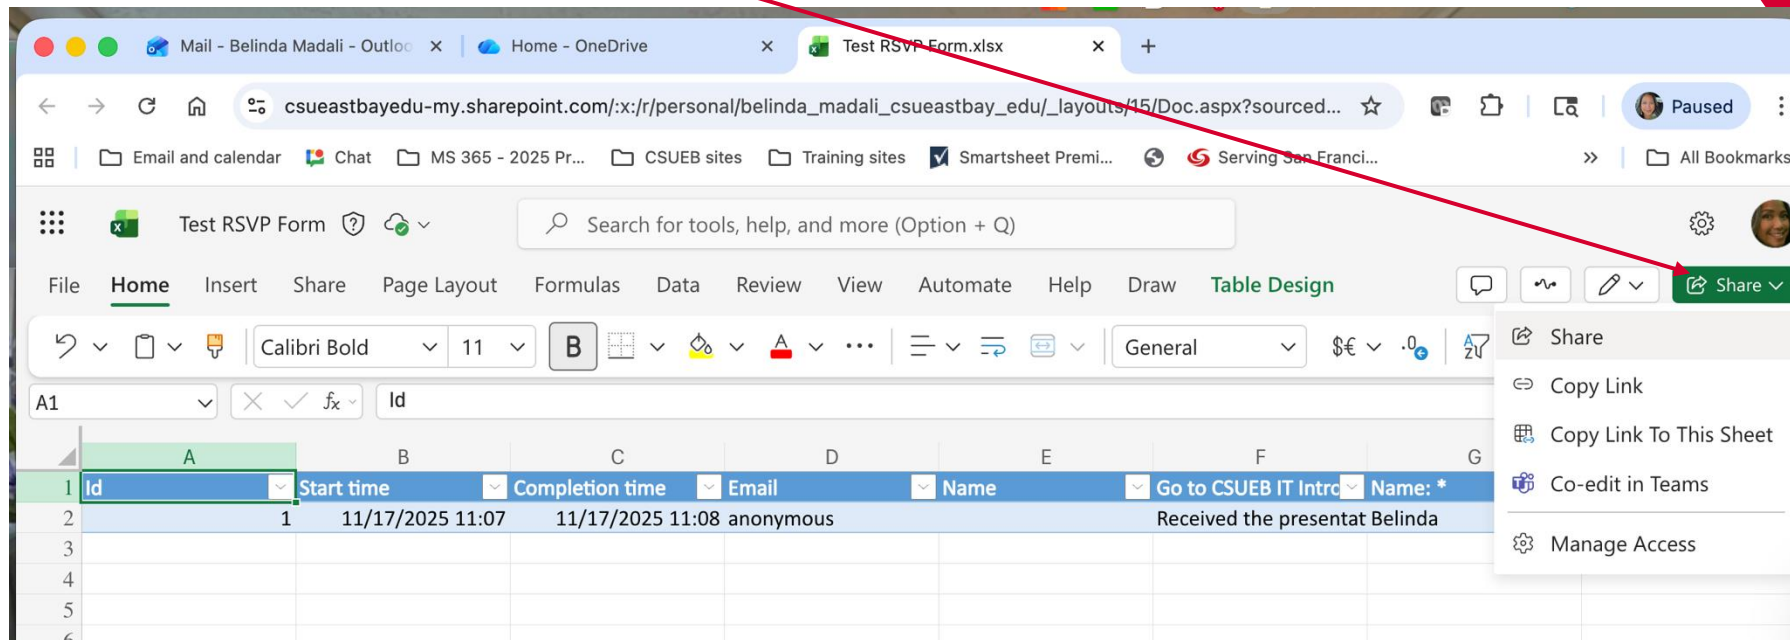 Mail - Belinda Madali - Outloo Home - OneDrive Test RSVP Form.xlsx
csueastbayedu-my.sharepoint.com/:x:/r/personal/belinda_madali_csueastbay_edu/_layouts/15/Doc.aspx?sourced... Paused
Email and calendar Chat MS 365 - 2025 Pr... CSUEB sites Training sites Smartsheet Premi... Serving San Franci... » All Bookmarks
Test RSVP Form Search for tools, help, and more (Option + Q)
File Home Insert Share Page Layout Formulas Data Review View Automate Help Draw Table Design Share
Calibri Bold 11 B A ... General $€ .0 AZ
Share
A1 fx Id
Copy Link
Copy Link To This Sheet
A B C D E F G
1 Id Start time Completion time Email Name Go to CSUEB IT Intro Name: *
Co-edit in Teams
2 1 11/17/2025 11:07 11/17/2025 11:08 anonymous Received the presentat Belinda
3
Manage Access
4
5
6